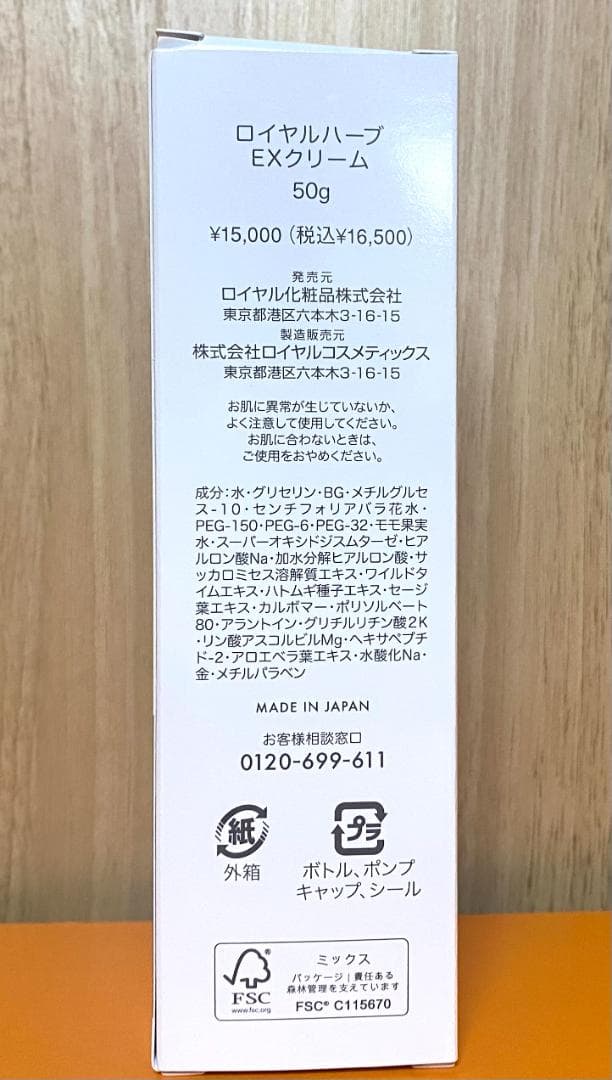 ロイヤルハーブ
EXクリーム
50g
¥15,000（税込¥16,500）
発売元
ロイヤル化粧品株式会社
東京都港区六本木3-16-15
製造販売元
株式会社ロイヤルコスメティックス
東京都港区六本木3-16-15
お肌に異常が生じていないか、
よく注意して使用してください。
お肌に合わないときは、
ご使用をおやめください。
成分:水・グリセリン・BG・メチルグルセ
ス-10・センチフォリアバラ花水・
PEG-150・PEG-6・PEG-32・モモ果実
水・スーパーオキシドジスムターゼ・ヒア
ルロン酸Na・加水分解ヒアルロン酸・サ
ッカロミセス溶解質エキス・ワイルドタ
イムエキス・ハトムギ種子エキス・セージ
葉エキス・カルボマー・ポリソルベート
80・アラントイン・グリチルリチン酸2K
・リン酸アスコルビルMg・ヘキサペプチ
ド-2・アロエベラ葉エキス・水酸化Na・
金・メチルパラベン
MADE IN JAPAN
お客様相談窓口
0120-699-611
紙
外箱
プラ
ボトル、ポンプ
キャップ、シール
FSC
www.fsc.org
ミックス
パッケージ｜責任ある
森林管理を支えています
FSC® C115670